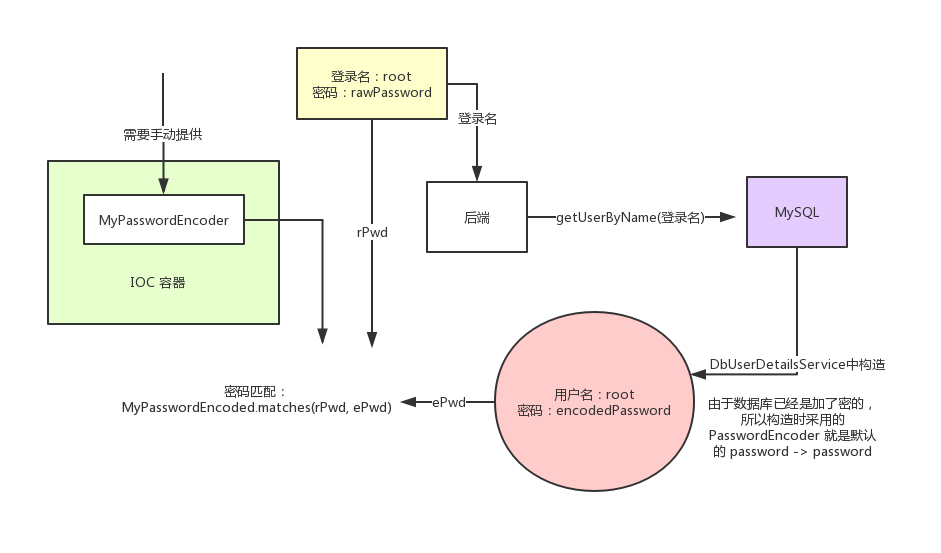 登录名：root
密码：rawPassword
登录名
需要手动提供
MyPasswordEncoder
IOC 容器
rPwd
后端
getUserByName(登录名)
MySQL
DbUserDetailsService中构造
由于数据库已经是加了密的，
所以构造时采用的
PasswordEncoder 就是默认
的 password -> password
用户名：root
密码：encodedPassword
ePwd
密码匹配：
MyPasswordEncoded.matches(rPwd, ePwd)